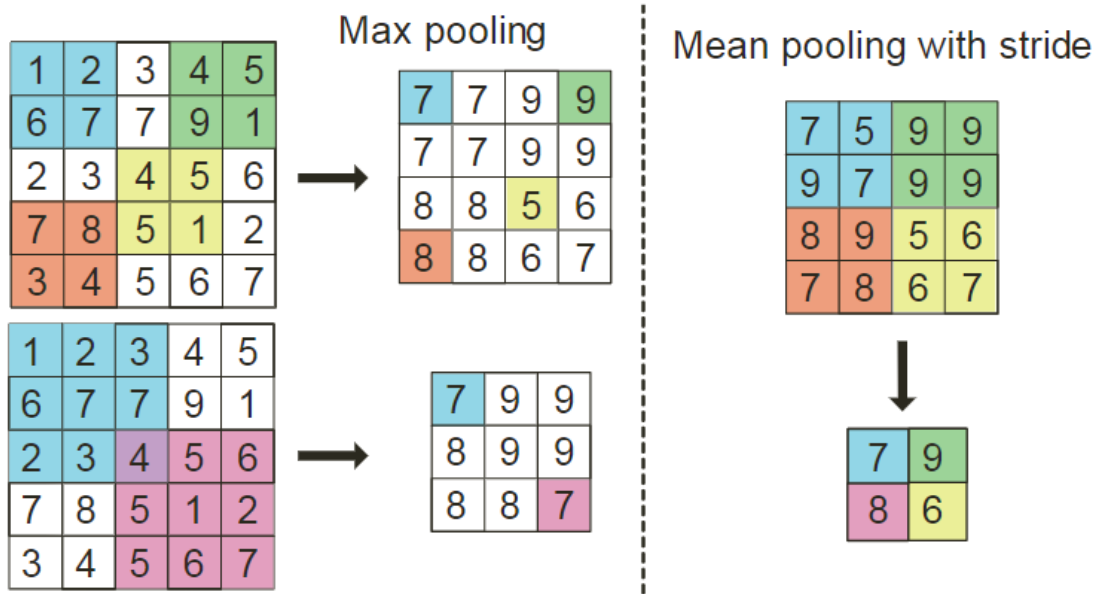 Max pooling
1 2 3 4 5
6 7 7 9 1
2 3 4 5 6
7 8 5 1 2
3 4 5 6 7
7 7 9 9
7 7 9 9
8 8 5 6
8 8 6 7
1 2 3 4 5
6 7 7 9 1
2 3 4 5 6
7 8 5 1 2
3 4 5 6 7
7 9 9
8 9 9
8 8 7
Mean pooling with stride
7 5 9 9
9 7 9 9
8 9 5 6
7 8 6 7
7 9
8 6